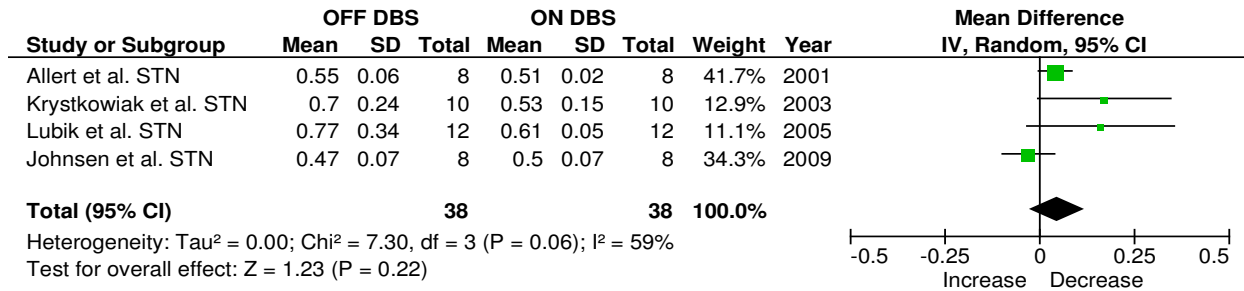 OFF DBS ON DBS Mean Difference
Study or Subgroup Mean SD Total Mean SD Total Weight Year IV, Random, 95% CI
Allert et al. STN 0.55 0.06 8 0.51 0.02 8 41.7% 2001
Krystkowiak et al. STN 0.7 0.24 10 0.53 0.15 10 12.9% 2003
Lubik et al. STN 0.77 0.34 12 0.61 0.05 12 11.1% 2005
Johnsen et al. STN 0.47 0.07 8 0.5 0.07 8 34.3% 2009
Total (95% CI) 38 38 100.0%
Heterogeneity: Tau² = 0.00; Chi² = 7.30, df = 3 (P = 0.06); I² = 59%
Test for overall effect: Z = 1.23 (P = 0.22)
-0.5 -0.25 0 0.25 0.5
Increase Decrease